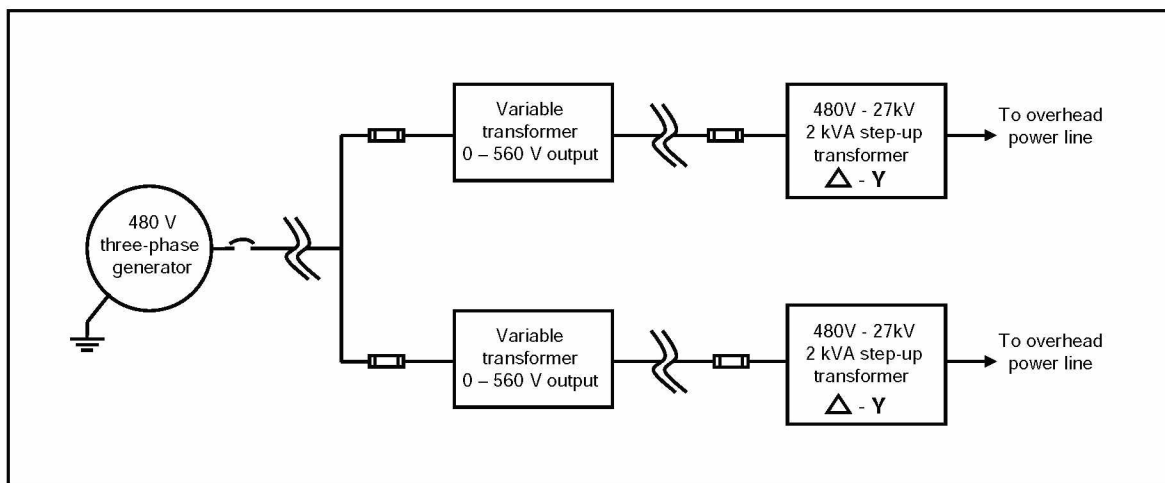 Variable
transformer
0 – 560 V output
480V - 27kV
2 kVA step-up
transformer
△ - Y
To overhead
power line
480 V
three-phase
generator
Variable
transformer
0 – 560 V output
480V - 27kV
2 kVA step-up
transformer
△ - Y
To overhead
power line